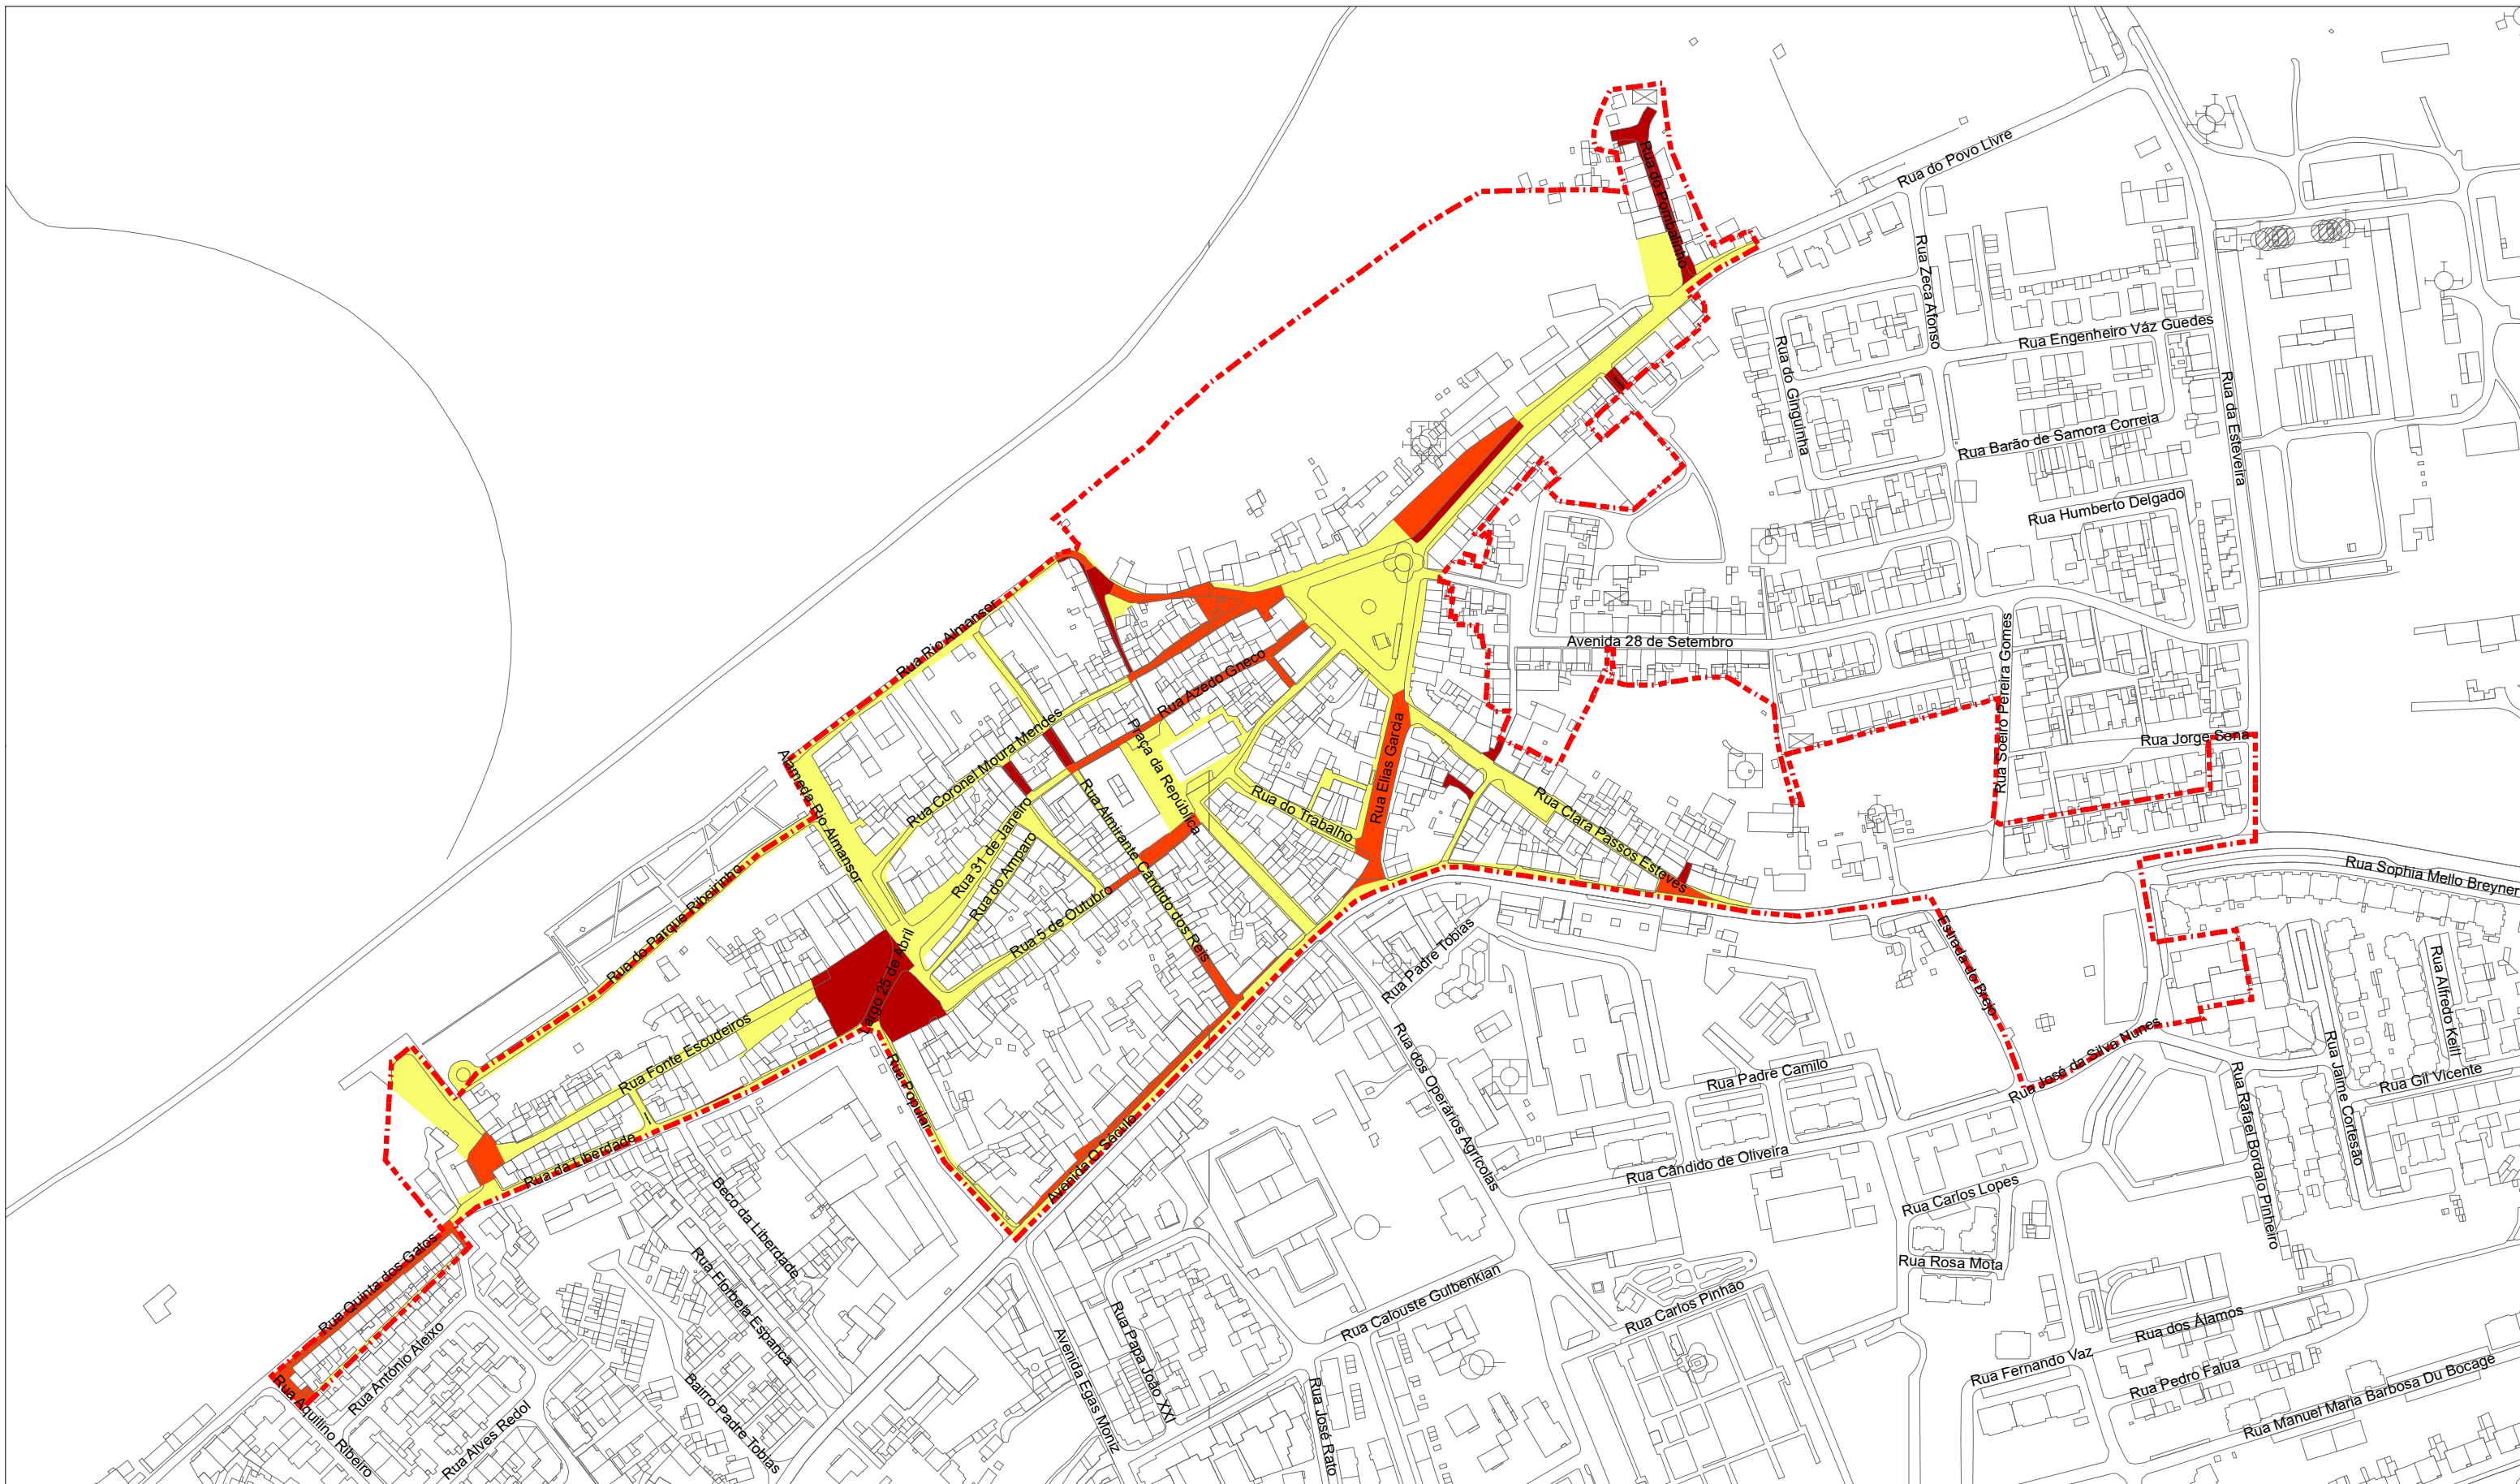 Rua do Povo Livre
Rua do Pombalinho
Rua Zeca Afonso
Rua Engenheiro Váz Guedes
Rua do Ginguinha
Rua da Esteveira
Rua Barão de Samora Correia
Rua Humberto Delgado
Rua Rio Almansor
Avenida 28 de Setembro
Rua Soeiro Pereira Gomes
Rua Azedo Gneco
Rua Coronel Moura Mendes
Praça da República
Rua Elias Garcia
Rua Jorge Sena
Alameda Rio Almansor
Rua do Trabalho
Rua Clara Passos Esteves
Rua 31 de Janeiro
Rua Almirante Cândido dos Reis
Rua do Amparo
Rua Sophia Mello Breyner
Rua do Parque Ribeirinho
Rua 5 de Outubro
Largo 25 de Abril
Rua Padre Tobias
Estrada do Brejo
Rua Alfredo Keill
Rua Fonte Escudeiros
Rua Popular
Rua dos Operários Agrícolas
Rua Padre Camilo
Rua José da Silva Nunes
Rua Jaime Cortesão
Rua Gil Vicente
Rua Rafael Bordalo Pinheiro
Rua da Liberdade
Avenida O Século
Beco da Liberdade
Rua Cândido de Oliveira
Rua Carlos Lopes
Rua Quinta dos Gatos
Rua Florbela Espanca
Rua Rosa Mota
Rua Calouste Gulbenkian
Rua Carlos Pinhão
Rua António Aleixo
Avenida Egas Moniz
Rua Papa João XXI
Rua dos Álamos
Rua Fernando Vaz
Rua Pedro Falua
Rua Aquilino Ribeiro
Rua Alves Redol
Bairro Padre Tobias
Rua José Rato
Rua Manuel Maria Barbosa Du Bocage